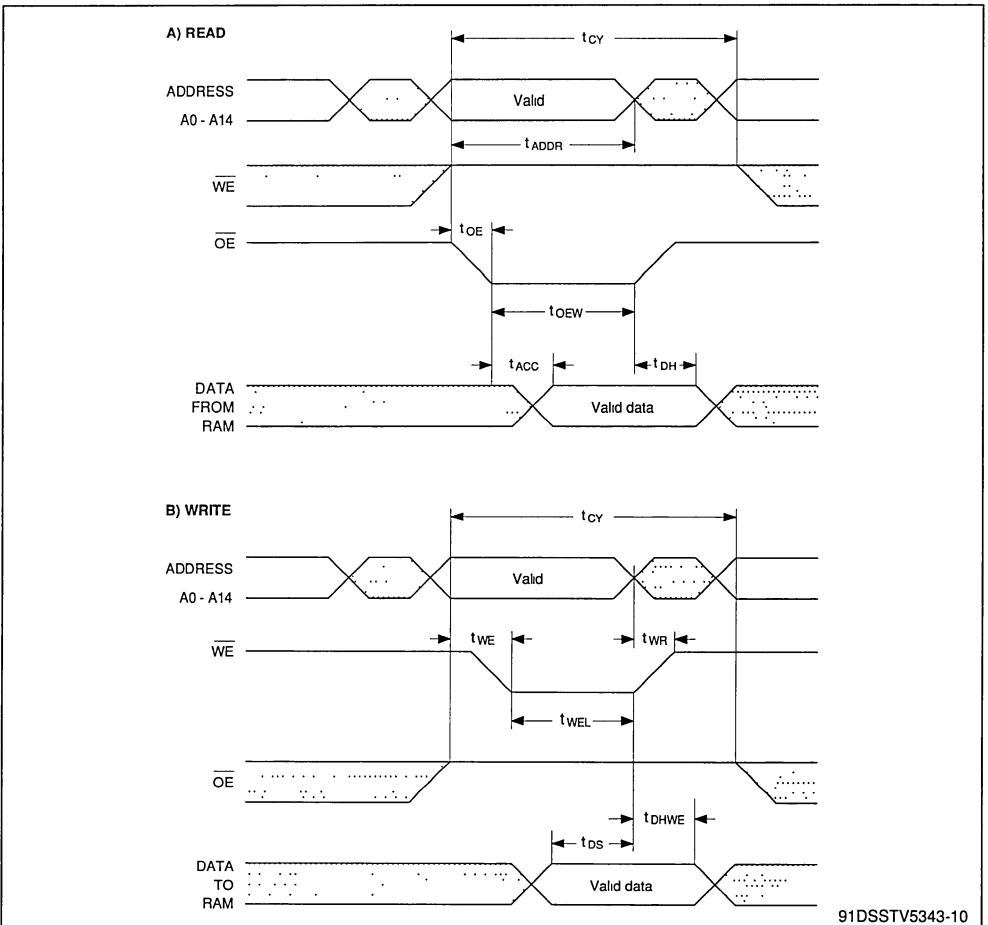 A) READ
tCY
ADDRESS
A0 - A14
Valid
tADDR
WE
tOE
OE
tOEW
tACC
tDH
DATA
FROM
RAM
Valid data
B) WRITE
tCY
ADDRESS
A0 - A14
Valid
tWE
tWR
WE
tWEL
OE
tDHWE
tDS
DATA
TO
RAM
Valid data
91DSSTV5343-10